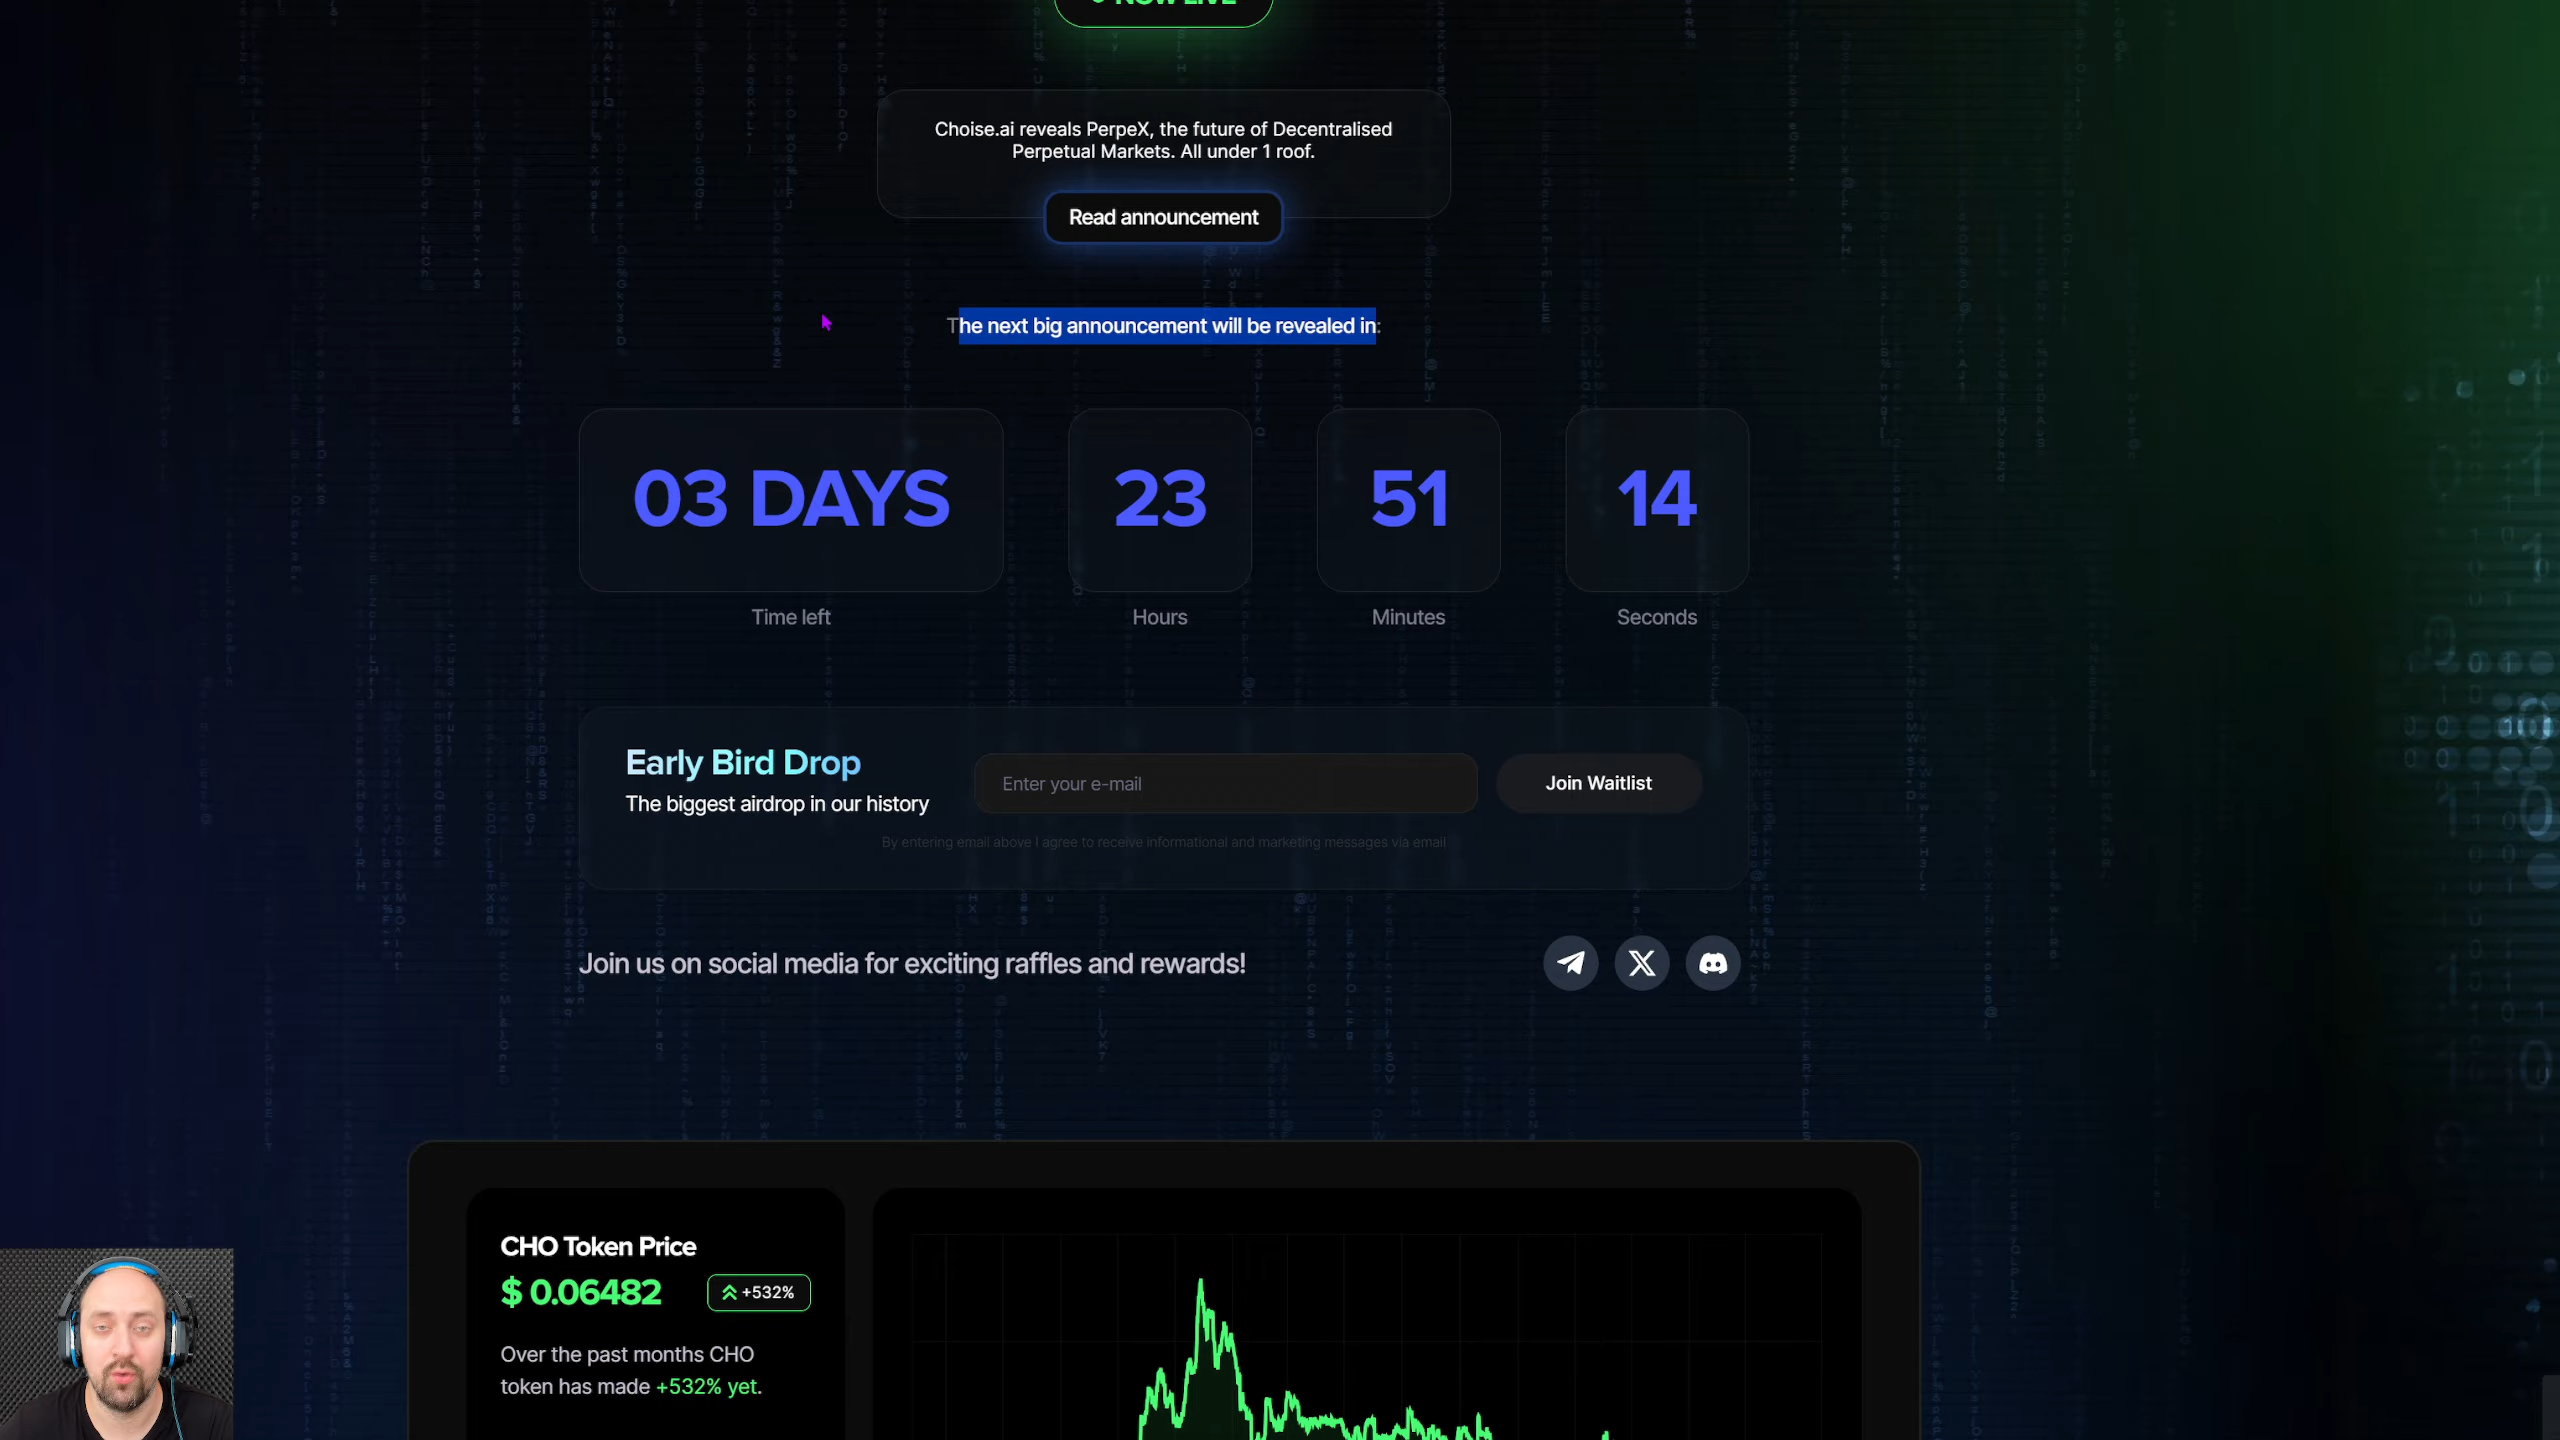 NOW LIVE
Choise.ai reveals PerpeX, the future of Decentralised
Perpetual Markets. All under 1 roof.
Read announcement
The next big announcement will be revealed in:
03 DAYS 23 51 14
Time left Hours Minutes Seconds
Early Bird Drop
The biggest airdrop in our history
Enter your e-mail
Join Waitlist
By entering email above I agree to receive informational and marketing messages via email
Join us on social media for exciting raffles and rewards!
CHO Token Price
$ 0.06482 +532%
Over the past months CHO
token has made +532% yet.